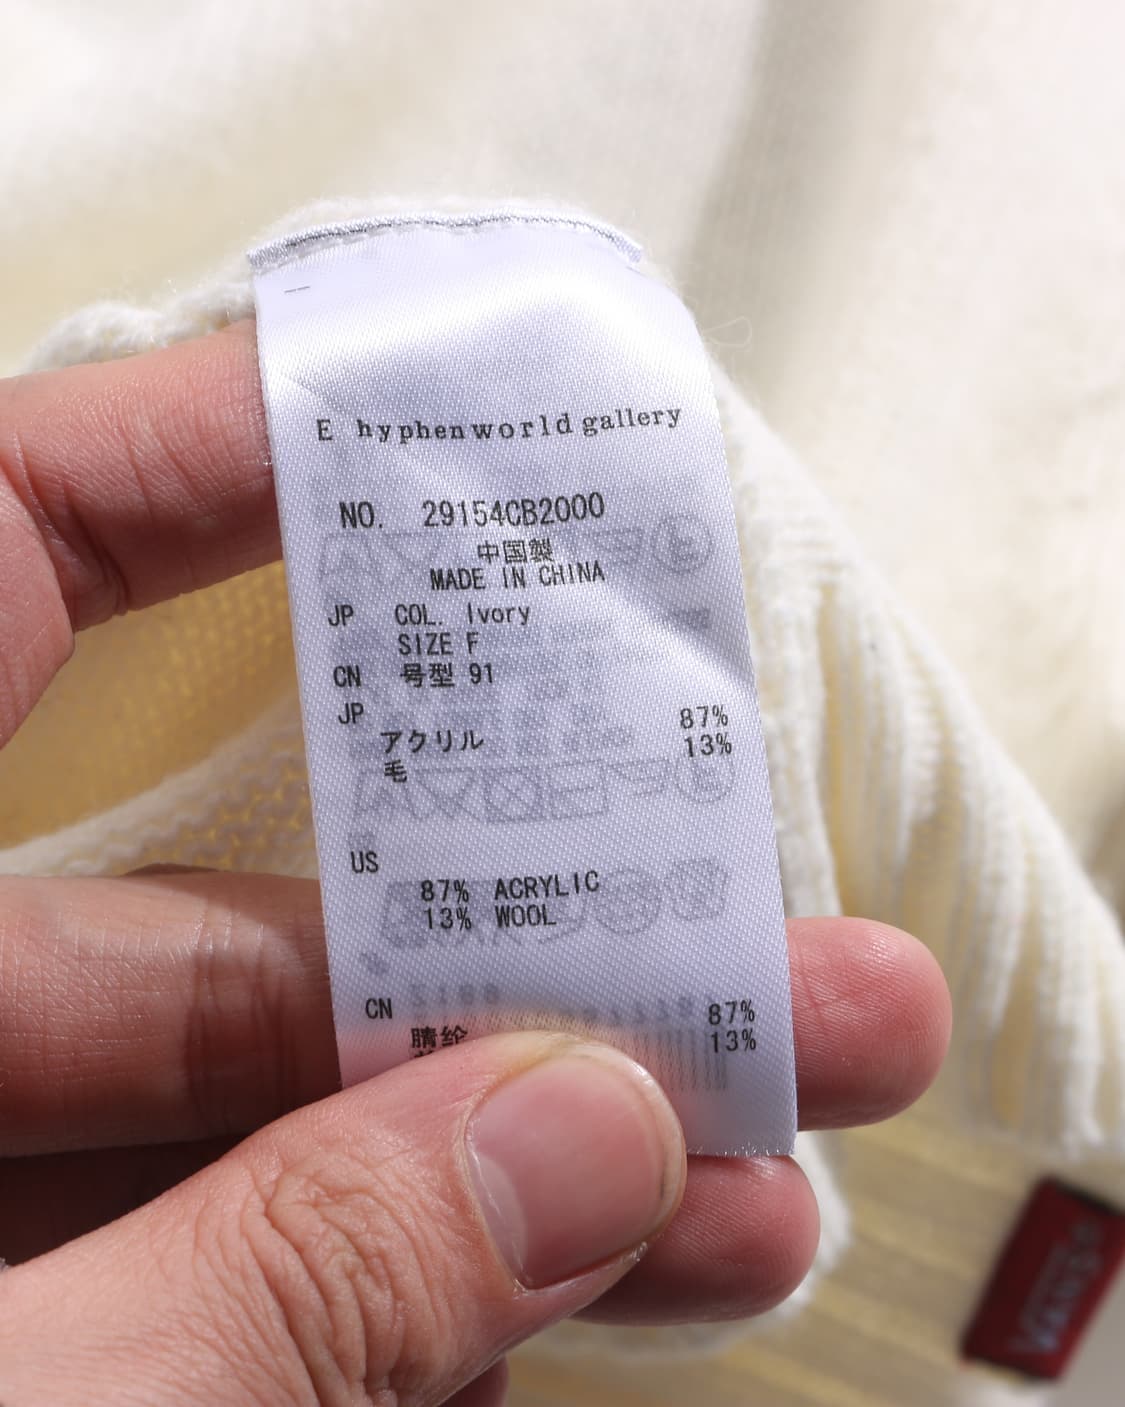 E hyphen world gallery
NO. 29154CB2000
中国製
MADE IN CHINA
JP COL. Ivory
SIZE F
CN 号型 91
JP 87%
アクリル 13%
毛
US
87% ACRYLIC
13% WOOL
CN 87%
腈纶 13%